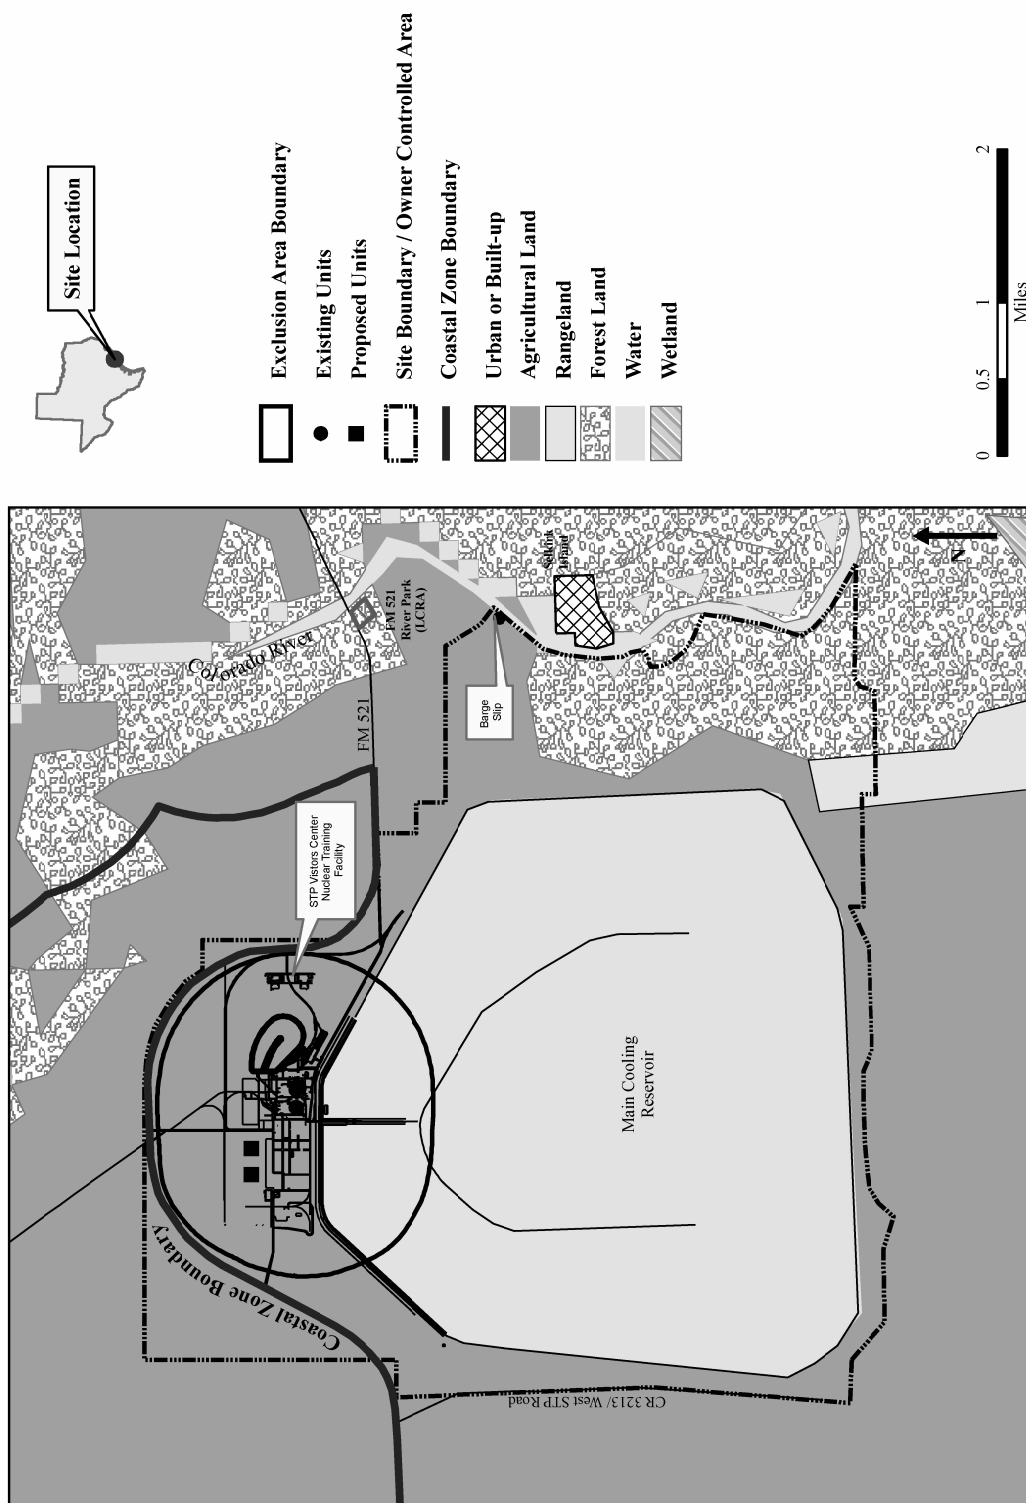 Site Location
Exclusion Area Boundary
Existing Units
Proposed Units
Site Boundary / Owner Controlled Area
Coastal Zone Boundary
Urban or Built-up
Agricultural Land
Rangeland
Forest Land
Water
Wetland
0
0.5
1
2
Miles
N
Colorado River
FM 521
River Park
(LCRA)
FM 521
Selkirk
Island
Barge
Slip
STP Vistors Center
Nuclear Training
Facility
Main Cooling
Reservoir
Coastal Zone Boundary
CR 3213/ West STP Road